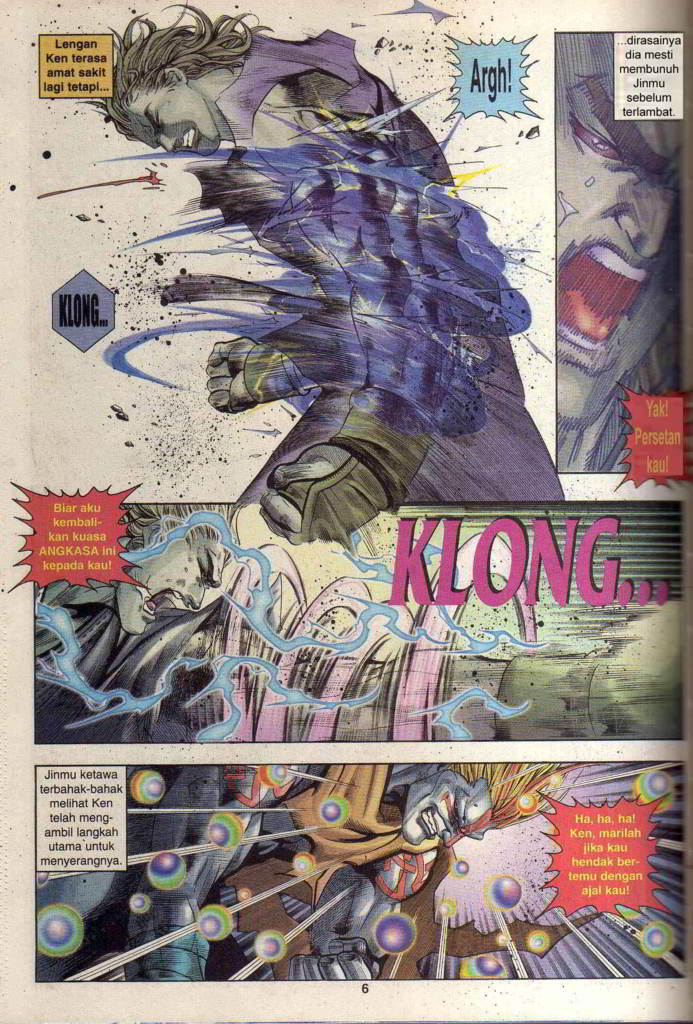 Lengan
Ken terasa
amat sakit
lagi tetapi...
Argh!
...dirasainya
dia mesti
membunuh
Jinmu
sebelum
terlambat.
KLONG...
Yak!
Persetan
kau!
Biar aku
kembali-
kan kuasa
ANGKASA ini
kepada kau!
KLONG...
Jinmu ketawa
terbahak-bahak
melihat Ken
telah meng-
ambil langkah
utama untuk
menyerangnya.
Ha, ha, ha!
Ken, marilah
jika kau
hendak ber-
temu dengan
ajal kau!
6